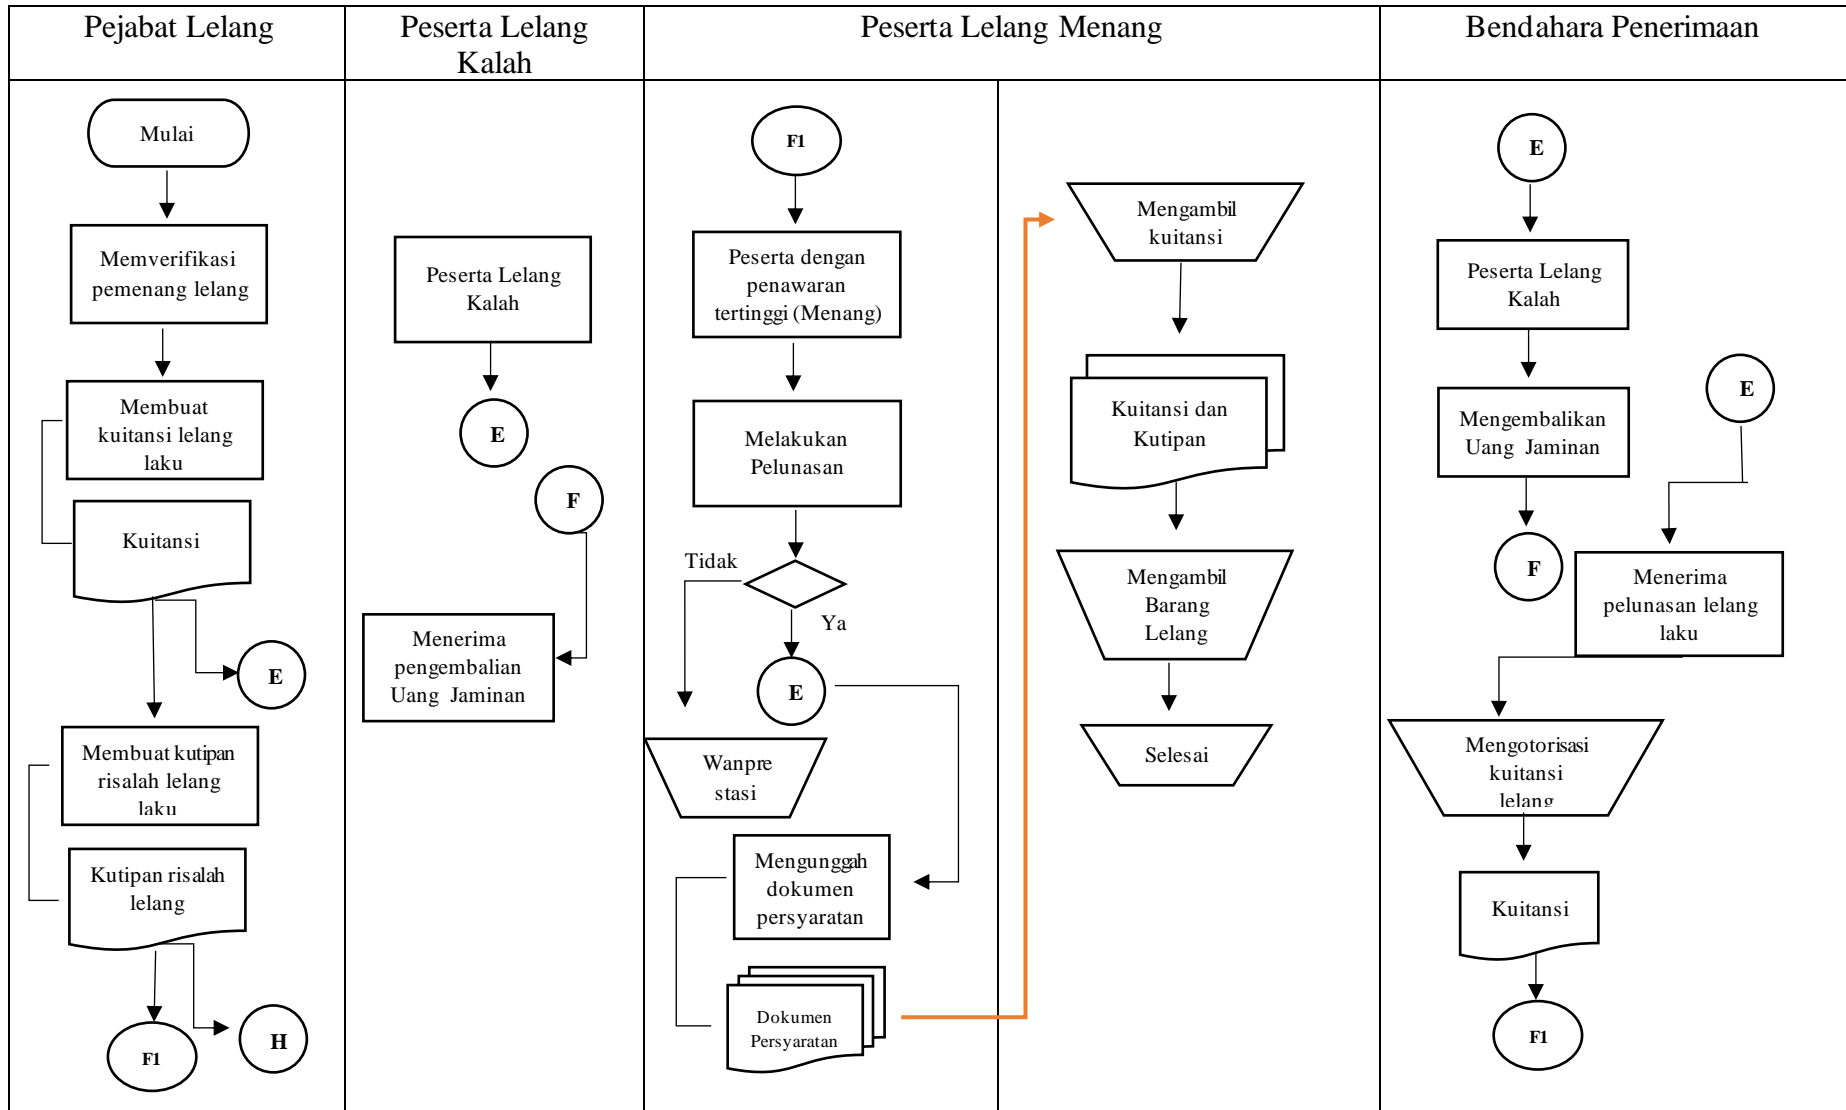 Pejabat Lelang
Peserta Lelang
Kalah
Peserta Lelang Menang
Bendahara Penerimaan
Mulai
Memverifikasi
pemenang lelang
Membuat
kuitansi lelang
laku
Kuitansi
E
Membuat kutipan
risalah lelang
laku
Kutipan risalah
lelang
F1
H
Peserta Lelang
Kalah
E
F
Menerima
pengembalian
Uang Jaminan
F1
Peserta dengan
penawaran
tertinggi (Menang)
Melakukan
Pelunasan
Tidak
Ya
E
Wanpre
stasi
Mengunggah
dokumen
persyaratan
Dokumen
Persyaratan
Mengambil
kuitansi
Kuitansi dan
Kutipan
Mengambil
Barang
Lelang
Selesai
E
Peserta Lelang
Kalah
Mengembalikan
Uang Jaminan
F
E
Menerima
pelunasan lelang
laku
Mengotorisasi
kuitansi
lelang
Kuitansi
F1